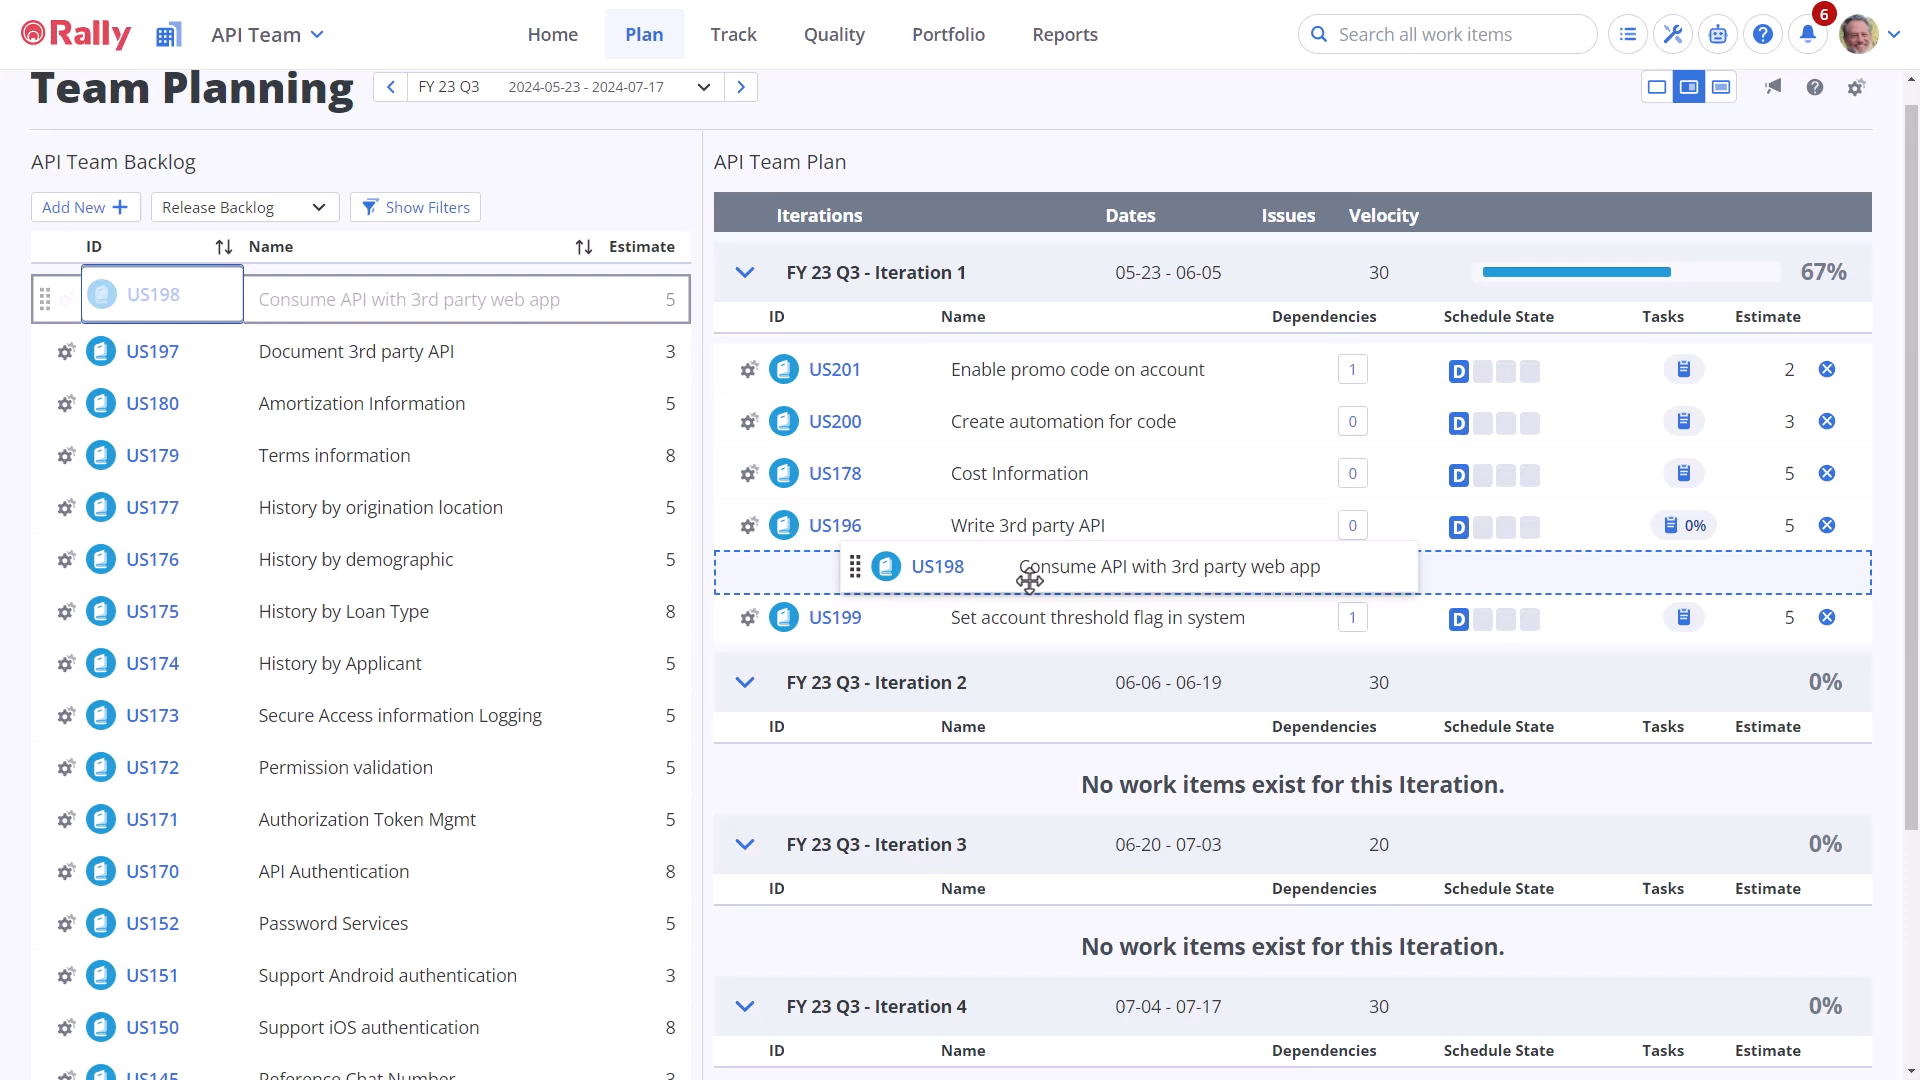 Rally
API Team
Home
Plan
Track
Quality
Portfolio
Reports
Search all work items
6
Team Planning
FY 23 Q3 2024-05-23 - 2024-07-17
API Team Backlog
Add New
Release Backlog
Show Filters
ID Name Estimate
US198 Consume API with 3rd party web app 5
US197 Document 3rd party API 3
US180 Amortization Information 5
US179 Terms information 8
US177 History by origination location 5
US176 History by demographic 5
US175 History by Loan Type 8
US174 History by Applicant 5
US173 Secure Access information Logging 5
US172 Permission validation 5
US171 Authorization Token Mgmt 5
US170 API Authentication 8
US152 Password Services 5
US151 Support Android authentication 3
US150 Support iOS authentication 8
US145 Reference Chat Number 3
API Team Plan
Iterations Dates Issues Velocity
FY 23 Q3 - Iteration 1 05-23 - 06-05 30 67%
ID Name Dependencies Schedule State Tasks Estimate
US201 Enable promo code on account 1 D 2
US200 Create automation for code 0 D 3
US178 Cost Information 0 D 5
US196 Write 3rd party API 0 D 0% 5
US198 Consume API with 3rd party web app
US199 Set account threshold flag in system 1 D 5
FY 23 Q3 - Iteration 2 06-06 - 06-19 30 0%
ID Name Dependencies Schedule State Tasks Estimate
No work items exist for this Iteration.
FY 23 Q3 - Iteration 3 06-20 - 07-03 20 0%
ID Name Dependencies Schedule State Tasks Estimate
No work items exist for this Iteration.
FY 23 Q3 - Iteration 4 07-04 - 07-17 30 0%
ID Name Dependencies Schedule State Tasks Estimate